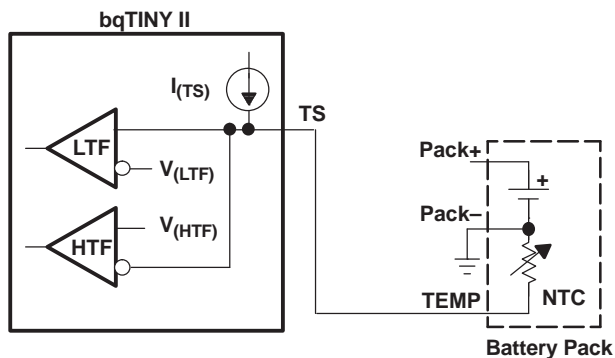 bqTINY II
I(TS)
TS
LTF
V(LTF)
Pack+
+
Pack−
V(HTF)
HTF
TEMP
NTC
Battery Pack